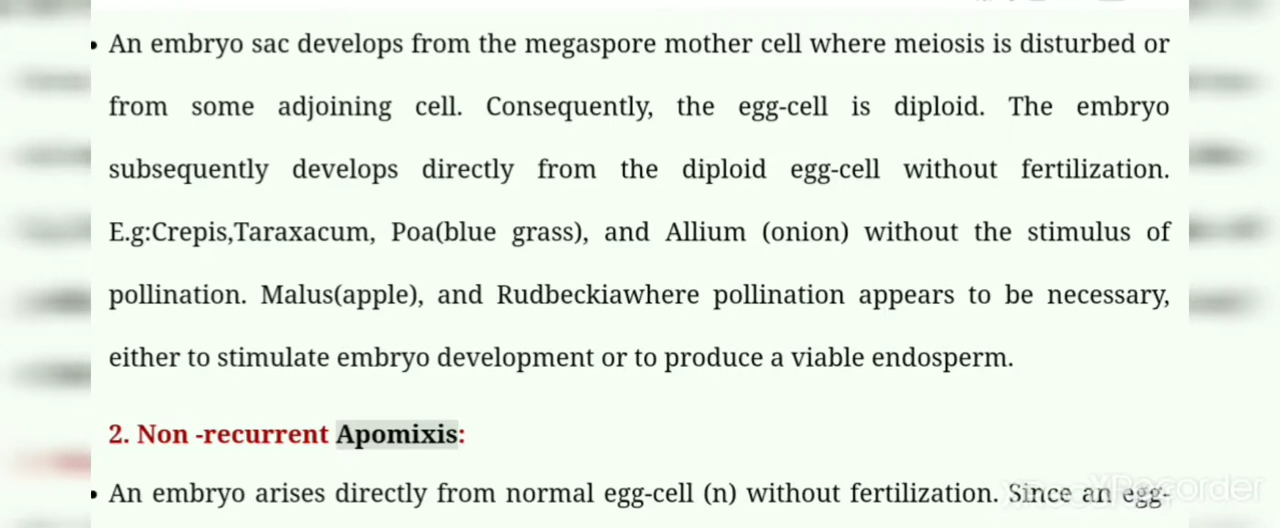 • An embryo sac develops from the megaspore mother cell where meiosis is disturbed or
from some adjoining cell. Consequently, the egg-cell is diploid. The embryo
subsequently develops directly from the diploid egg-cell without fertilization.
E.g:Crepis,Taraxacum, Poa(blue grass), and Allium (onion) without the stimulus of
pollination. Malus(apple), and Rudbeckiawhere pollination appears to be necessary,
either to stimulate embryo development or to produce a viable endosperm.
2. Non -recurrent Apomixis:
• An embryo arises directly from normal egg-cell (n) without fertilization. Since an egg-
XRecorder